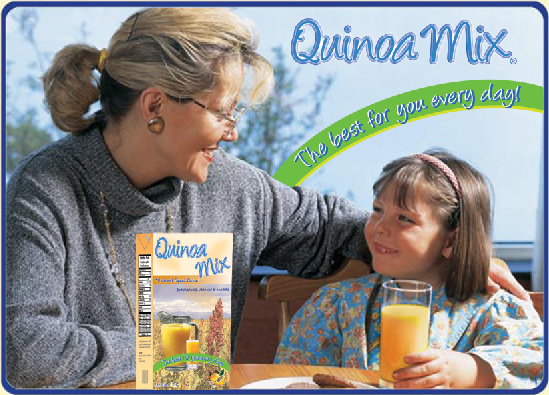 Quinoa Mix®
The best for you every day!
Quinoa
Mix